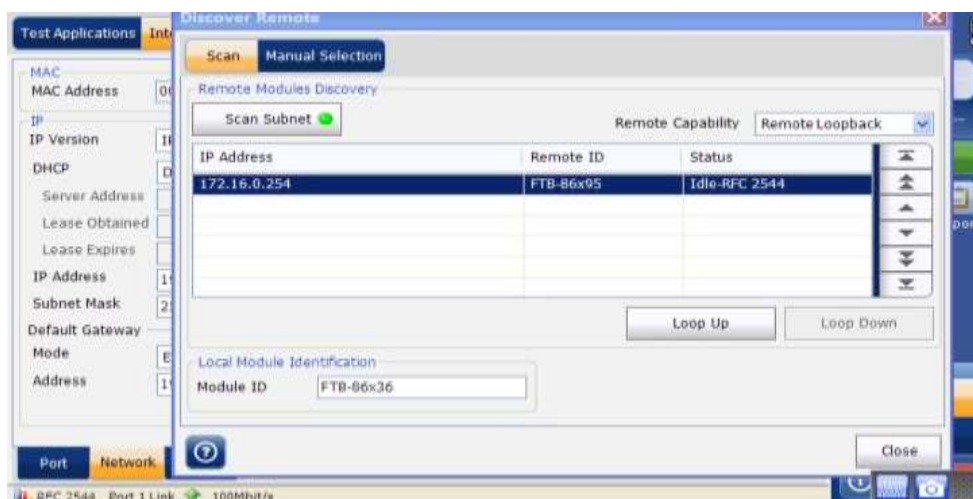 Discover Remote
Test Applications
Scan Manual Selection
MAC
MAC Address
Remote Modules Discovery
Scan Subnet
Remote Capability Remote Loopback
IP
IP Version
IP Address Remote ID Status
DHCP
172.16.0.254 FTB-86x95 Idle-RFC 2544
Server Address
Lease Obtained
Lease Expires
IP Address
Subnet Mask
Default Gateway
Loop Up Loop Down
Mode
Local Module Identification
Address
Module ID FTB-86x36
Port Network
Close
RFC 2544 Port 1 Link 100Mbit/s